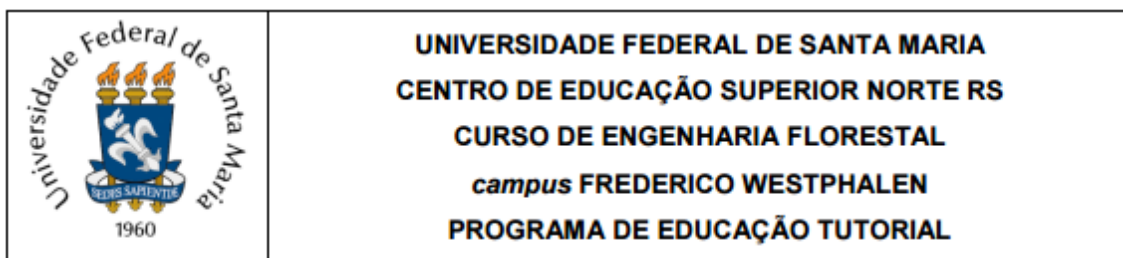 Universidade Federal de Santa Maria
SEDES SAPIENTIAE
1960
UNIVERSIDADE FEDERAL DE SANTA MARIA
CENTRO DE EDUCAÇÃO SUPERIOR NORTE RS
CURSO DE ENGENHARIA FLORESTAL
campus FREDERICO WESTPHALEN
PROGRAMA DE EDUCAÇÃO TUTORIAL